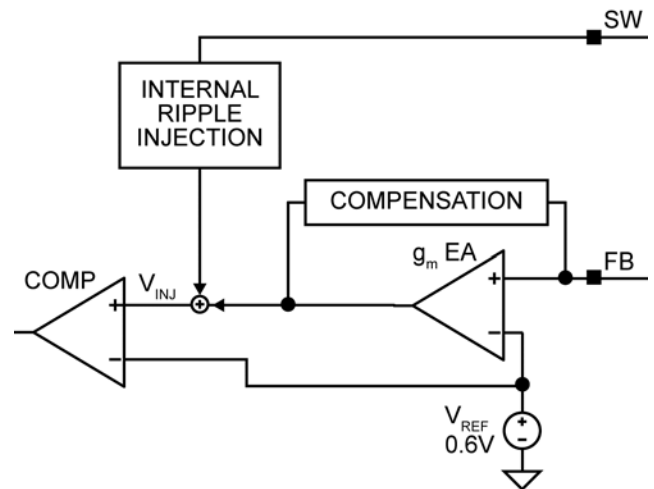 SW
INTERNAL
RIPPLE
INJECTION
COMPENSATION
gm EA
FB
COMP
VINJ
+
+
+
−
−
VREF
0.6V
+
−